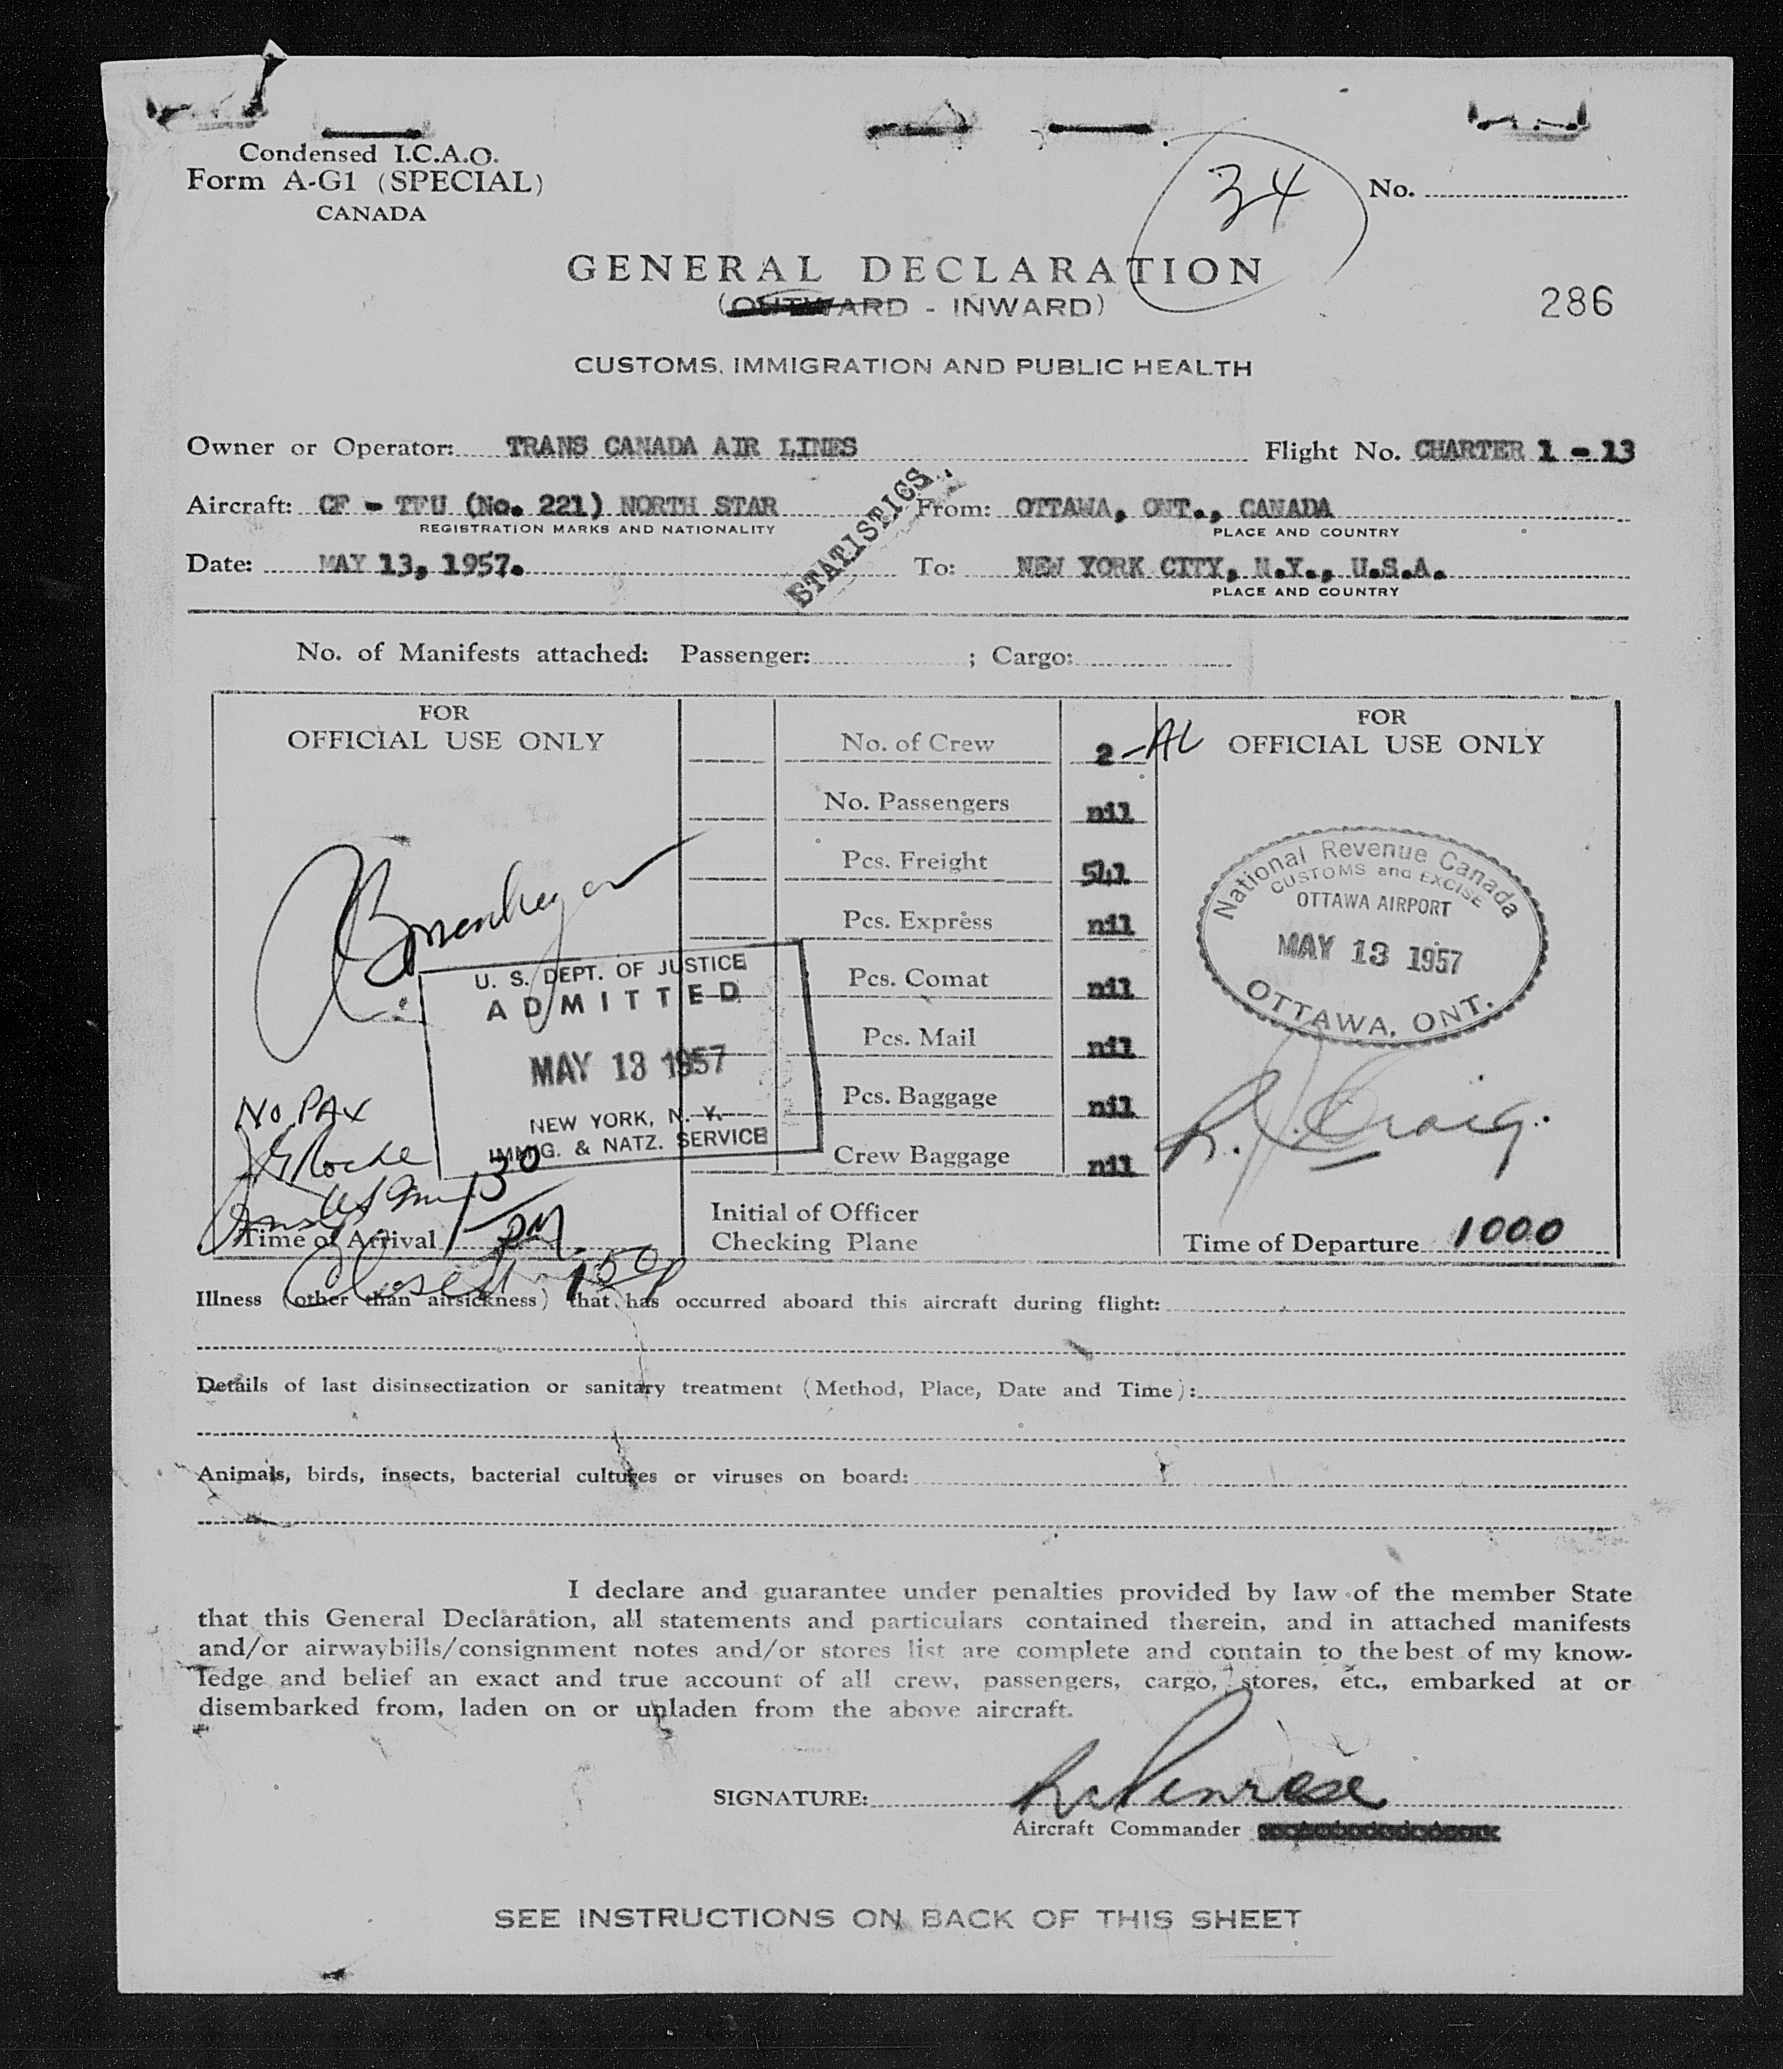 Condensed I.C.A.O.
Form A-G1 (SPECIAL)
CANADA
34
No.
GENERAL DECLARATION
(OUTWARD - INWARD)
286
CUSTOMS, IMMIGRATION AND PUBLIC HEALTH
Owner or Operator: TRANS CANADA AIR LINES Flight No. CHARTER 1 - 13
Aircraft: CF - TFU (No. 221) NORTH STAR From: OTTAWA, ONT., CANADA
REGISTRATION MARKS AND NATIONALITY PLACE AND COUNTRY
STATISTICS
Date: MAY 13, 1957. To: NEW YORK CITY, N.Y., U.S.A.
PLACE AND COUNTRY
No. of Manifests attached: Passenger: ; Cargo:
FOR
OFFICIAL USE ONLY
U. S. DEPT. OF JUSTICE
ADMITTED
MAY 13 1957
NEW YORK, N. Y.
IMMIG. & NATZ. SERVICE
No PAX
Time of Arrival 130 PM
Closed 150p
No. of Crew 2 - AL
No. Passengers nil
Pcs. Freight 541
Pcs. Express nil
Pcs. Comat nil
Pcs. Mail nil
Pcs. Baggage nil
Crew Baggage nil
Initial of Officer
Checking Plane
FOR
OFFICIAL USE ONLY
National Revenue Canada
CUSTOMS and EXCISE
OTTAWA AIRPORT
MAY 13 1957
OTTAWA, ONT.
R. J. Craig.
Time of Departure 1000
Illness (other than airsickness) that has occurred aboard this aircraft during flight:
Details of last disinsectization or sanitary treatment (Method, Place, Date and Time):
Animals, birds, insects, bacterial cultures or viruses on board:
I declare and guarantee under penalties provided by law of the member State
that this General Declaration, all statements and particulars contained therein, and in attached manifests
and/or airwaybills/consignment notes and/or stores list are complete and contain to the best of my know-
ledge and belief an exact and true account of all crew, passengers, cargo, stores, etc., embarked at or
disembarked from, laden on or unladen from the above aircraft.
SIGNATURE: Penrose
Aircraft Commander
SEE INSTRUCTIONS ON BACK OF THIS SHEET